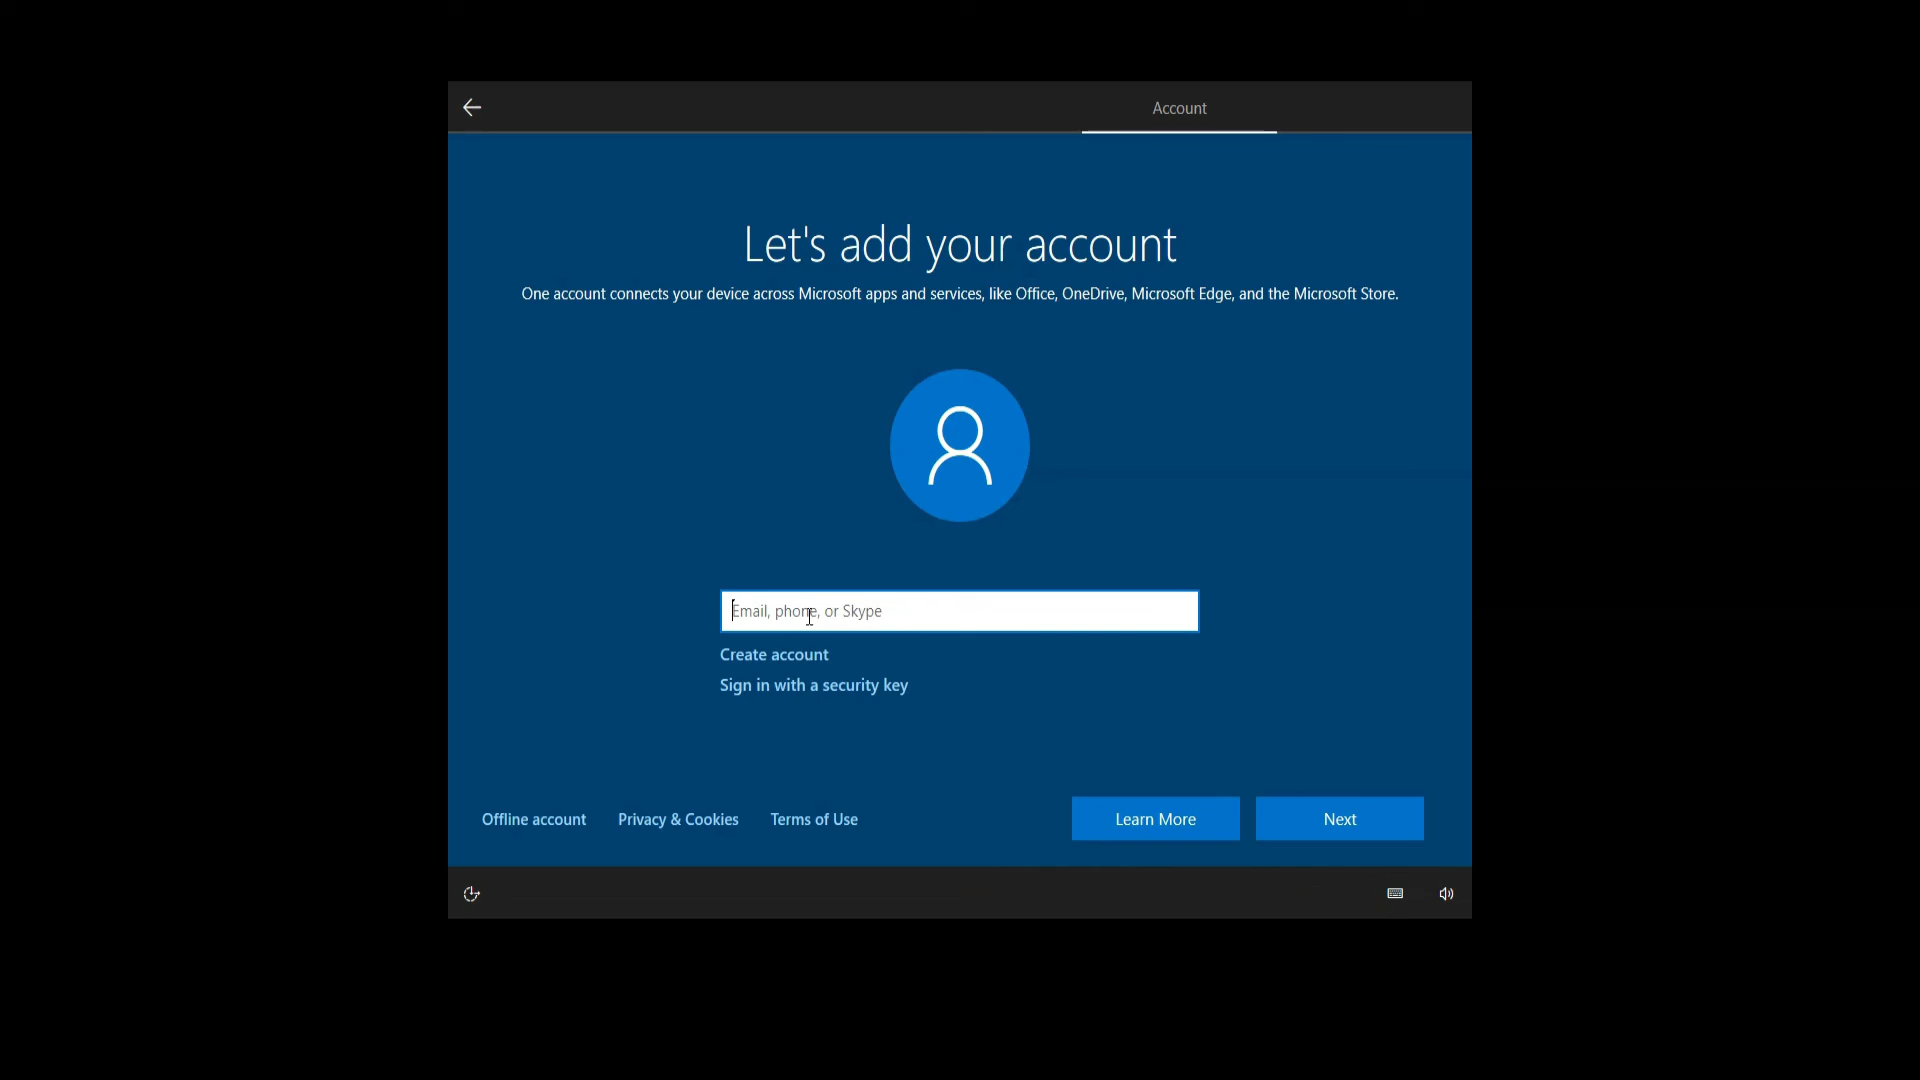 Account
Let's add your account
One account connects your device across Microsoft apps and services, like Office, OneDrive, Microsoft Edge, and the Microsoft Store.
Email, phone, or Skype
Create account
Sign in with a security key
Offline account Privacy & Cookies Terms of Use Learn More Next